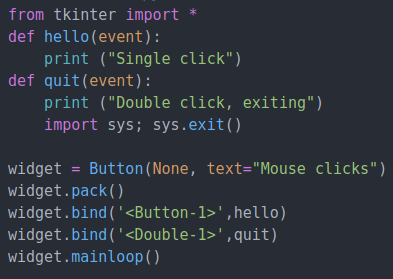 from tkinter import *
def hello(event):
    print ("Single click")
def quit(event):
    print ("Double click, exiting")
    import sys; sys.exit()

widget = Button(None, text="Mouse clicks")
widget.pack()
widget.bind('<Button-1>',hello)
widget.bind('<Double-1>',quit)
widget.mainloop()